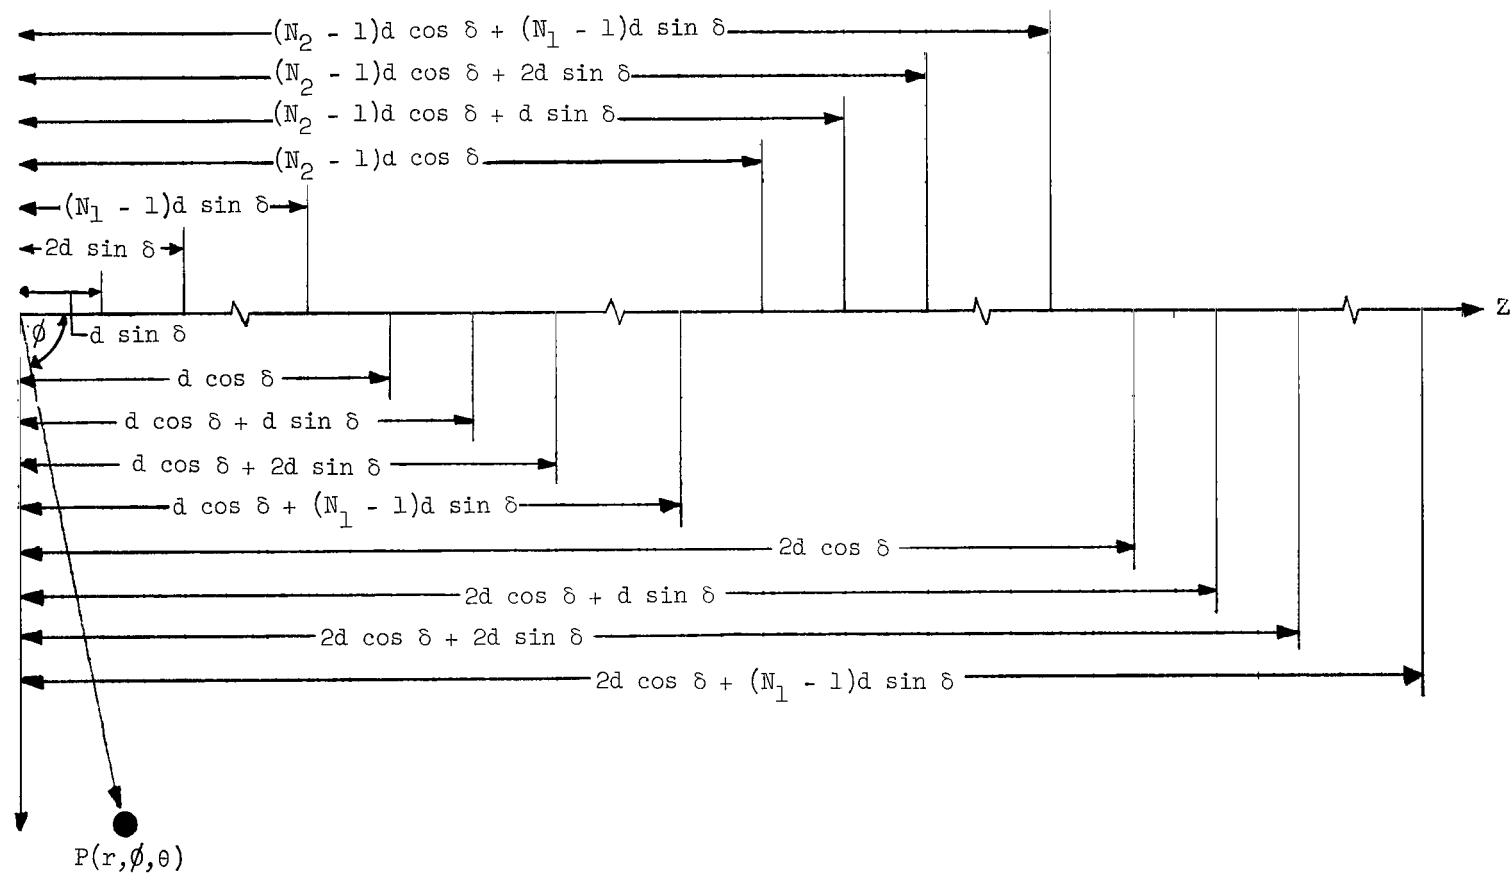 (N₂ - 1)d cos δ + (N₁ - 1)d sin δ
(N₂ - 1)d cos δ + 2d sin δ
(N₂ - 1)d cos δ + d sin δ
(N₂ - 1)d cos δ
(N₁ - 1)d sin δ
2d sin δ
Z
ϕ
d sin δ
d cos δ
d cos δ + d sin δ
d cos δ + 2d sin δ
d cos δ + (N₁ - 1)d sin δ
2d cos δ
2d cos δ + d sin δ
2d cos δ + 2d sin δ
2d cos δ + (N₁ - 1)d sin δ
P(r,ϕ,θ)